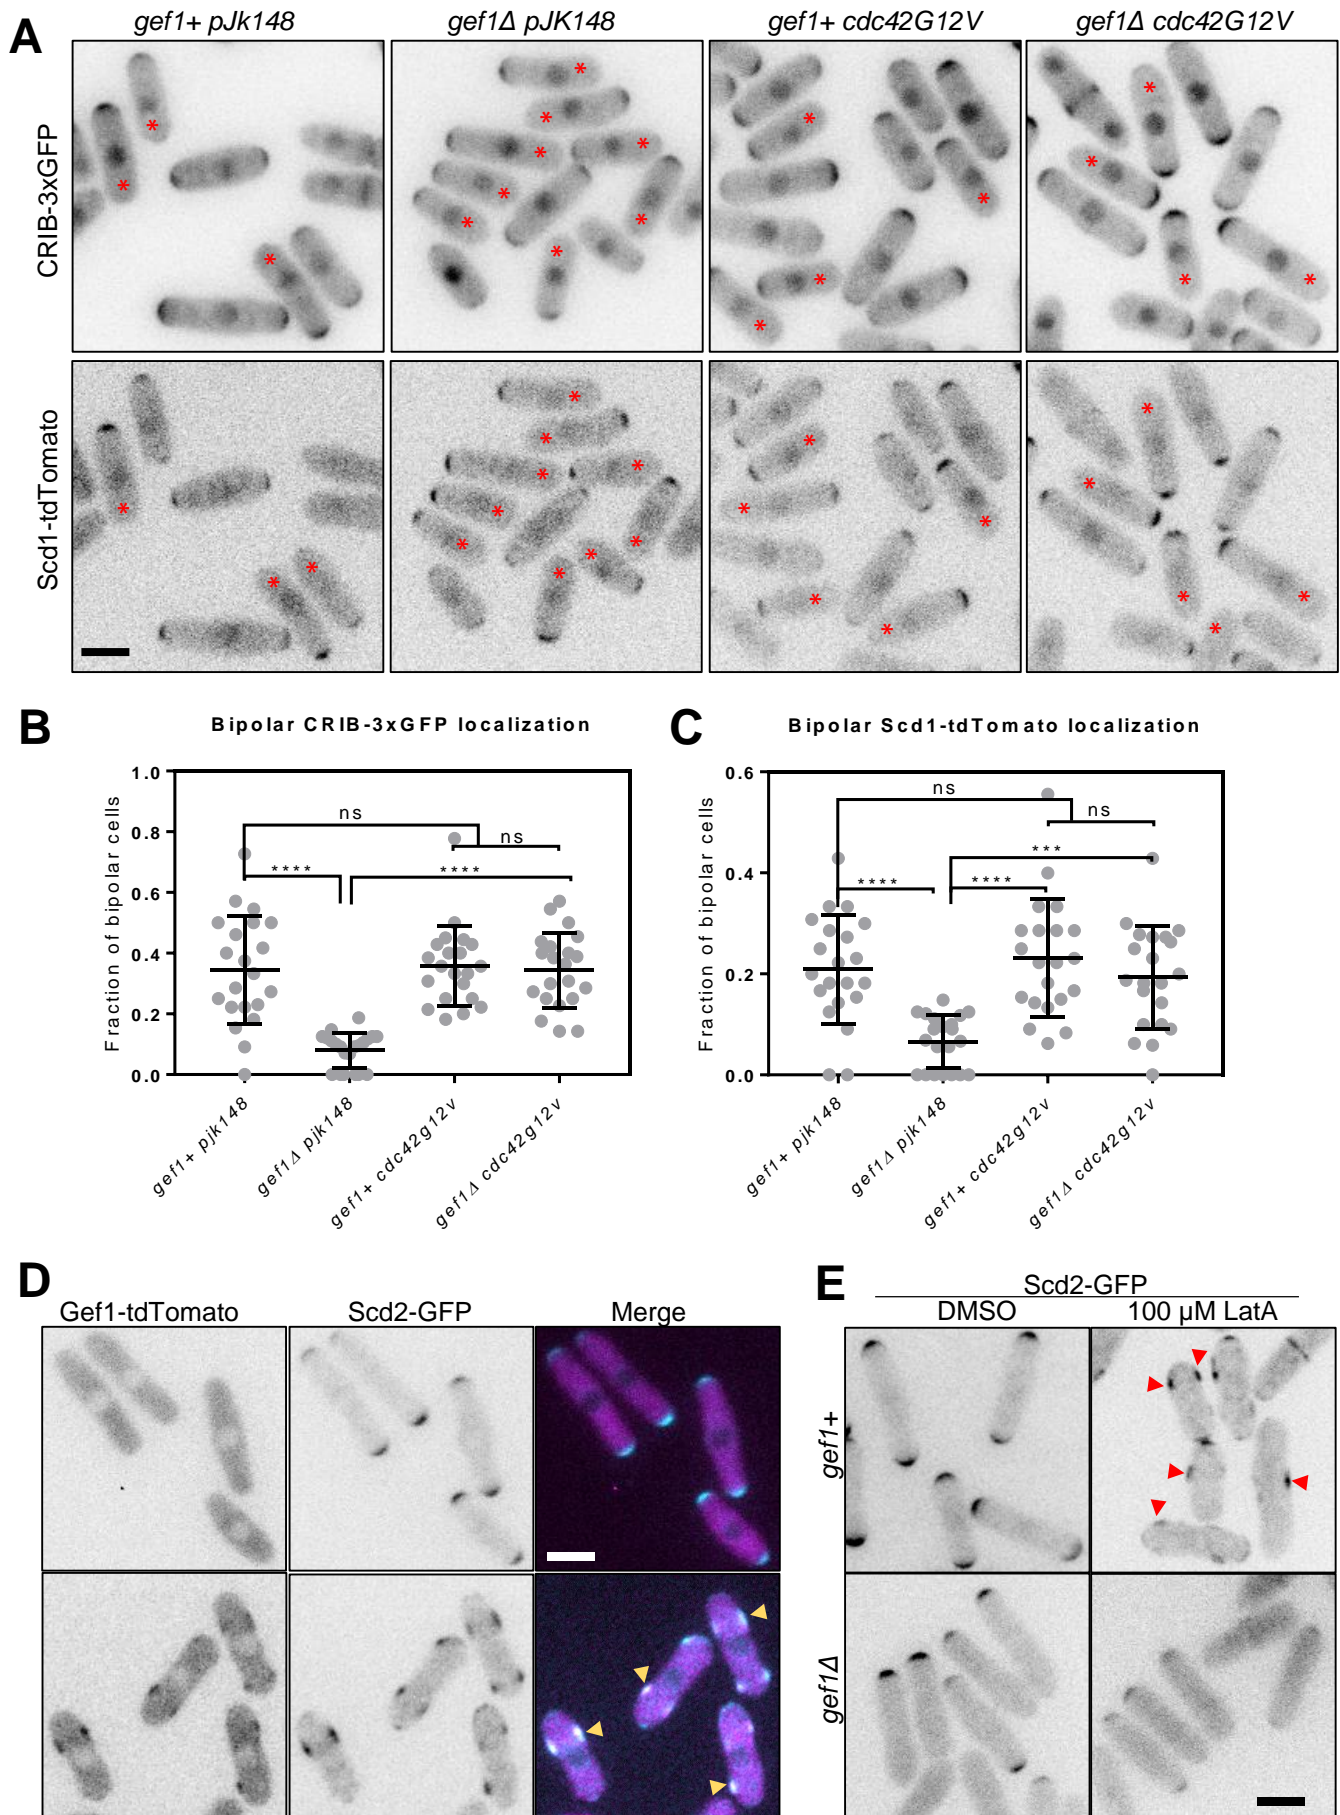 A
gef1+ pJk148
gef1Δ pJK148
gef1+ cdc42G12V
gef1Δ cdc42G12V
CRIB-3xGFP
Scd1-tdTomato
B
Bipolar CRIB-3xGFP localization
Fraction of bipolar cells
1.0
0.8
0.6
0.4
0.2
0.0
ns
ns
****
****
gef1+ pjk148
gef1Δ pjk148
gef1+ cdc42g12v
gef1Δ cdc42g12v
C
Bipolar Scd1-tdTomato localization
Fraction of bipolar cells
0.6
0.4
0.2
0.0
ns
ns
***
****
****
gef1+ pjk148
gef1Δ pjk148
gef1+ cdc42g12v
gef1Δ cdc42g12v
D
Gef1-tdTomato
Scd2-GFP
Merge
E
Scd2-GFP
DMSO
100 µM LatA
gef1+
gef1Δ